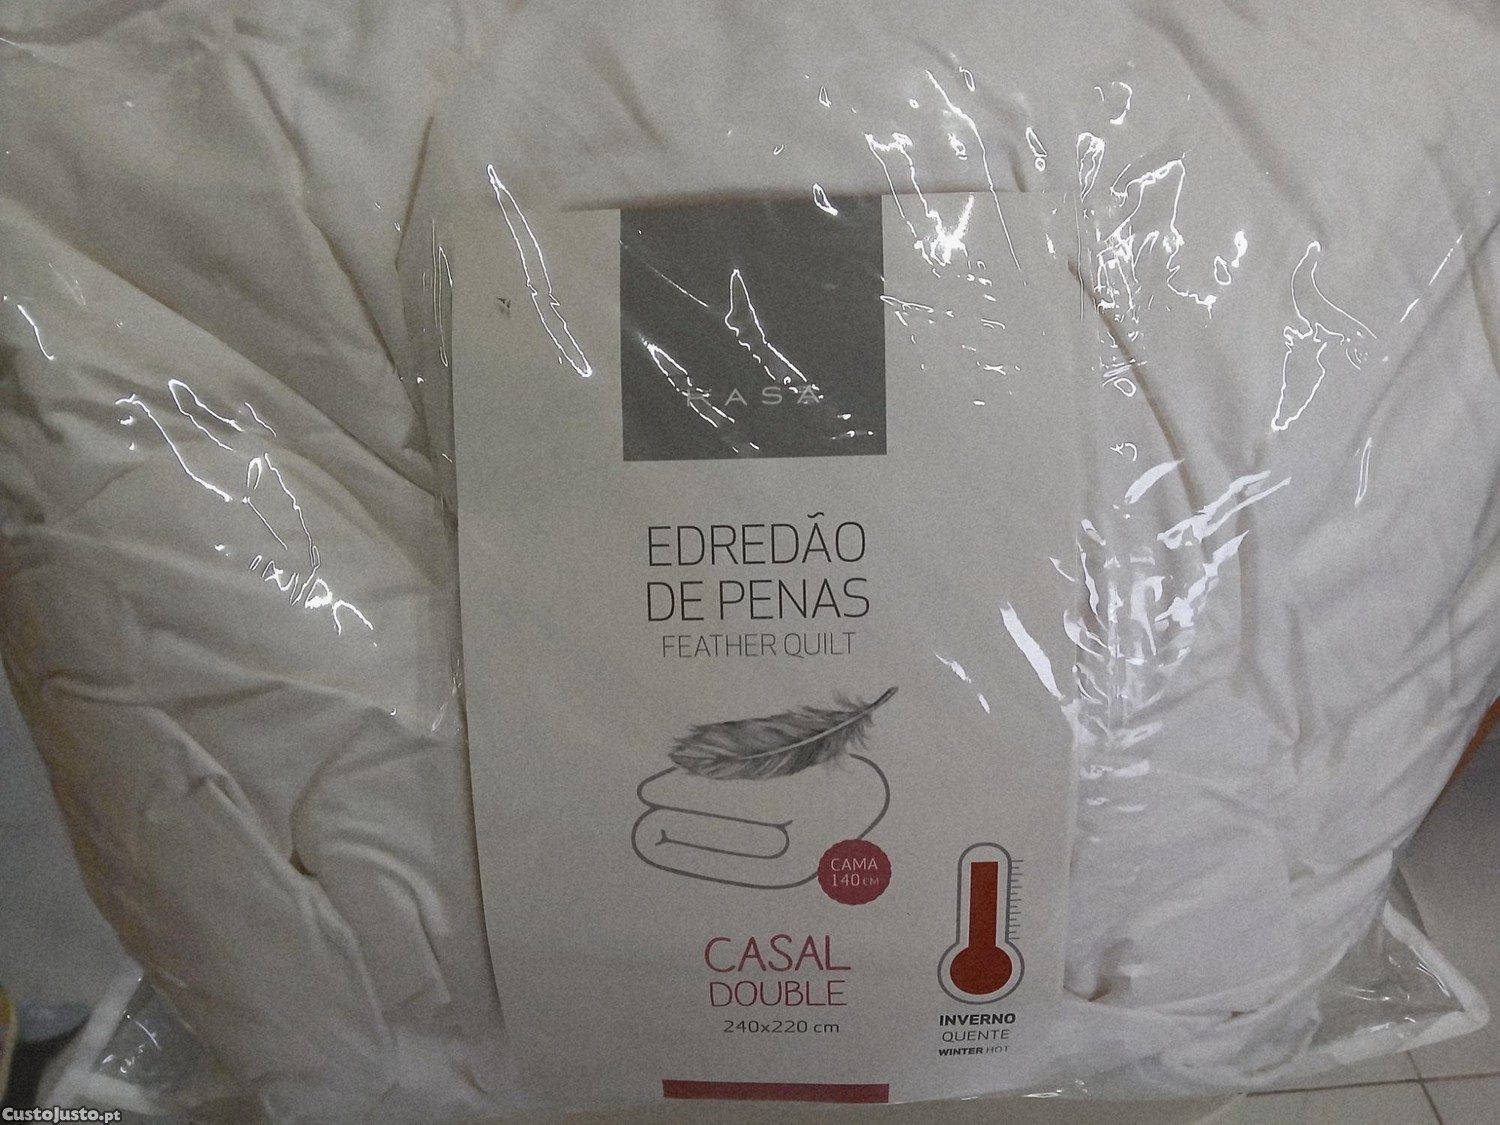 KASA
EDREDÃO
DE PENAS
FEATHER QUILT
CAMA
140 CM
CASAL
DOUBLE
240x220 cm
INVERNO
QUENTE
WINTER HOT
CustoJusto.pt